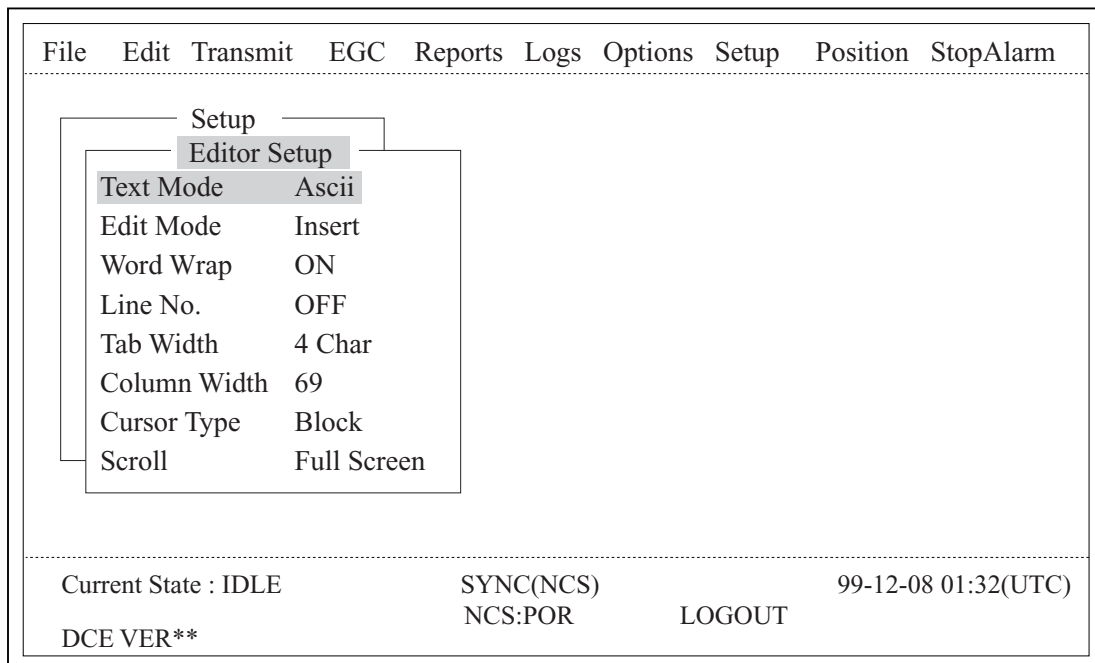 File Edit Transmit EGC Reports Logs Options Setup Position StopAlarm
Setup
Editor Setup
Text Mode Ascii
Edit Mode Insert
Word Wrap ON
Line No. OFF
Tab Width 4 Char
Column Width 69
Cursor Type Block
Scroll Full Screen
Current State : IDLE SYNC(NCS) 99-12-08 01:32(UTC)
NCS:POR LOGOUT
DCE VER**